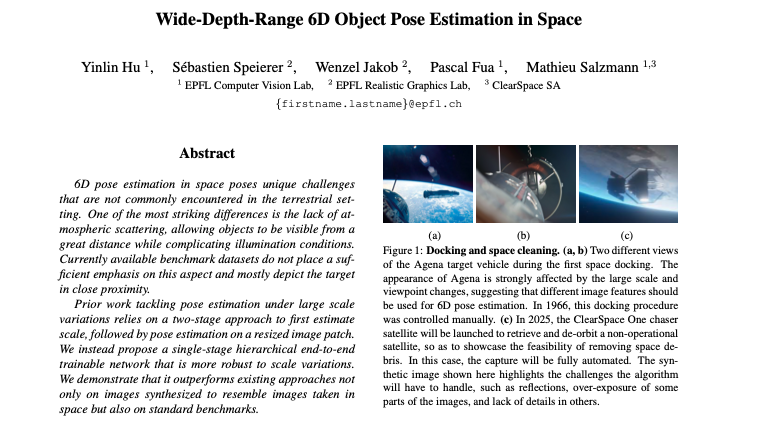 Wide-Depth-Range 6D Object Pose Estimation in Space
Yinlin Hu 1, Sébastien Speierer 2, Wenzel Jakob 2, Pascal Fua 1, Mathieu Salzmann 1,3
1 EPFL Computer Vision Lab, 2 EPFL Realistic Graphics Lab, 3 ClearSpace SA
{firstname.lastname}@epfl.ch
Abstract
6D pose estimation in space poses unique challenges
that are not commonly encountered in the terrestrial set-
ting. One of the most striking differences is the lack of at-
mospheric scattering, allowing objects to be visible from a
great distance while complicating illumination conditions.
Currently available benchmark datasets do not place a suf-
ficient emphasis on this aspect and mostly depict the target
in close proximity.
Prior work tackling pose estimation under large scale
variations relies on a two-stage approach to first estimate
scale, followed by pose estimation on a resized image patch.
We instead propose a single-stage hierarchical end-to-end
trainable network that is more robust to scale variations.
We demonstrate that it outperforms existing approaches not
only on images synthesized to resemble images taken in
space but also on standard benchmarks.
(a) (b) (c)
Figure 1: Docking and space cleaning. (a, b) Two different views
of the Agena target vehicle during the first space docking. The
appearance of Agena is strongly affected by the large scale and
viewpoint changes, suggesting that different image features should
be used for 6D pose estimation. In 1966, this docking procedure
was controlled manually. (c) In 2025, the ClearSpace One chaser
satellite will be launched to retrieve and de-orbit a non-operational
satellite, so as to showcase the feasibility of removing space de-
bris. In this case, the capture will be fully automated. The syn-
thetic image shown here highlights the challenges the algorithm
will have to handle, such as reflections, over-exposure of some
parts of the images, and lack of details in others.